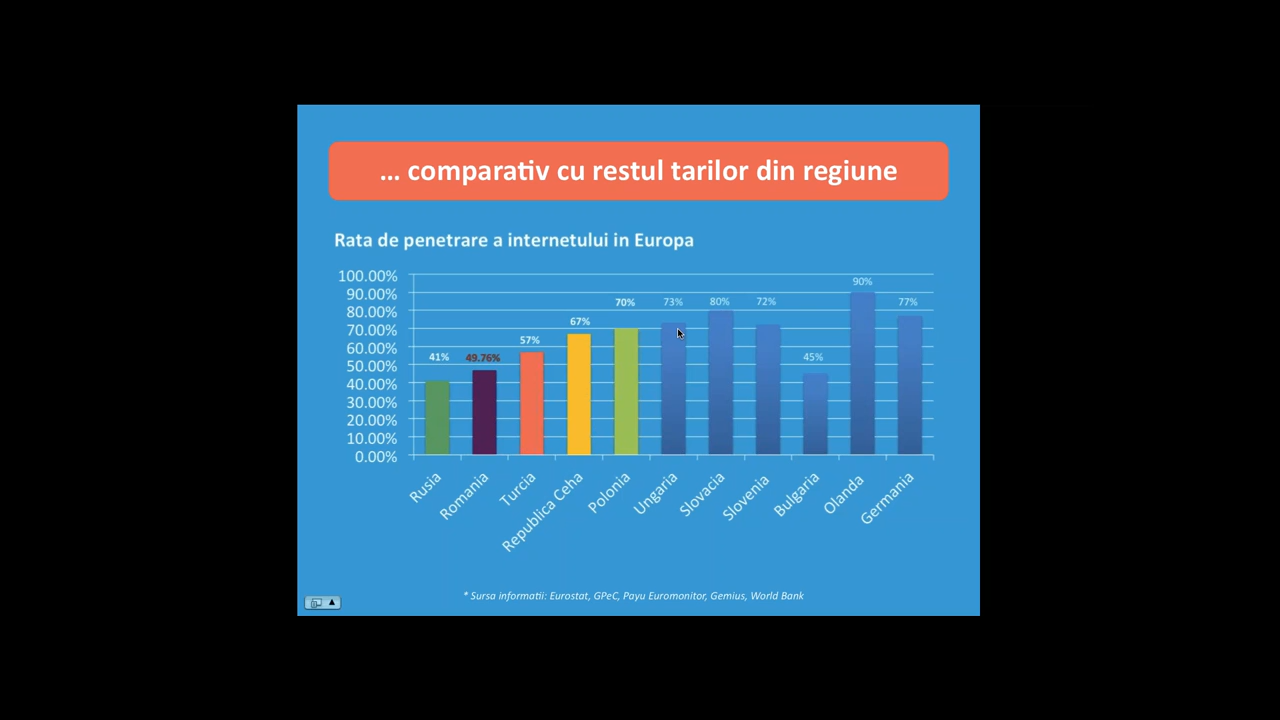 ... comparativ cu restul tarilor din regiune
Rata de penetrare a internetului in Europa
100.00%
90.00%
80.00%
70.00%
60.00%
50.00%
40.00%
30.00%
20.00%
10.00%
0.00%
41%
49.76%
57%
67%
70%
73%
80%
72%
45%
90%
77%
Rusia
Romania
Turcia
Republica Ceha
Polonia
Ungaria
Slovacia
Slovenia
Bulgaria
Olanda
Germania
* Sursa informatii: Eurostat, GPeC, Payu Euromonitor, Gemius, World Bank